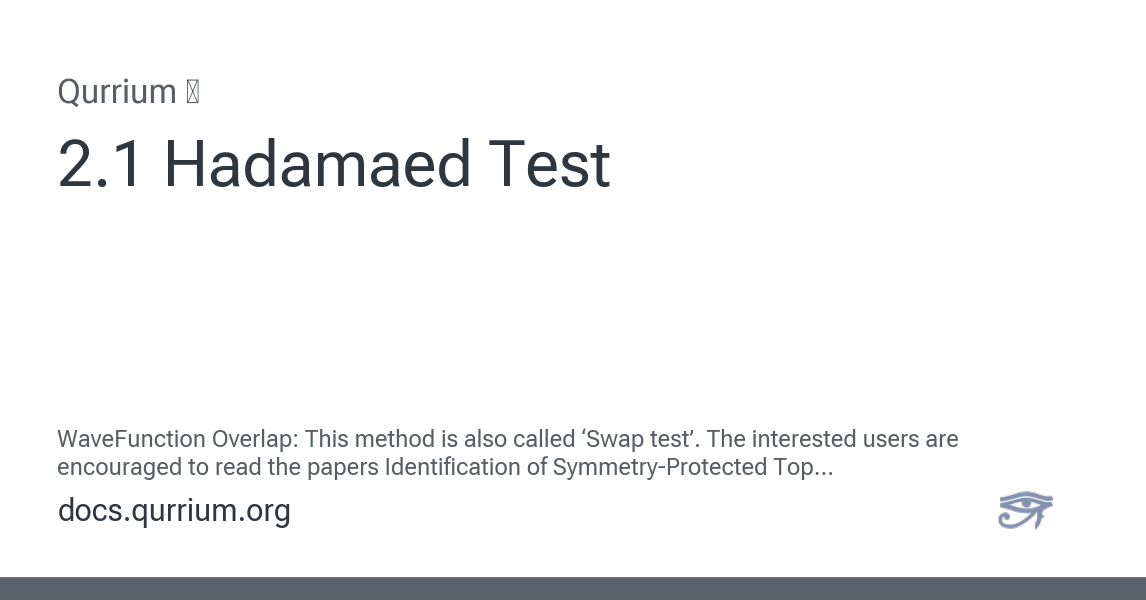 Qurrium
2.1 Hadamaed Test
WaveFunction Overlap: This method is also called ‘Swap test’. The interested users are
encouraged to read the papers Identification of Symmetry-Protected Top...
docs.qurrium.org